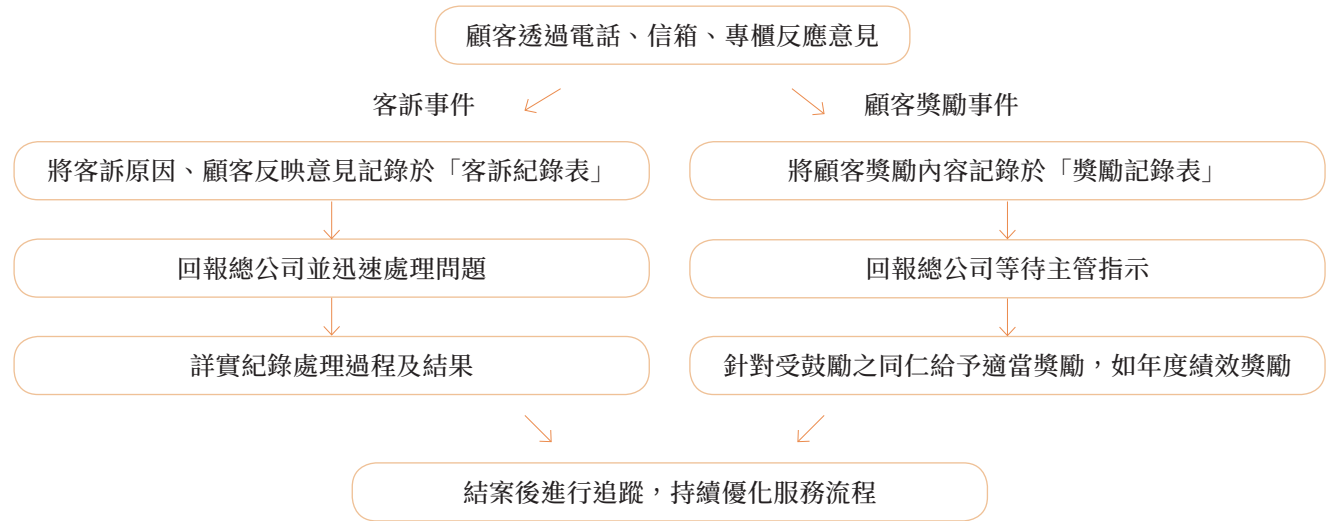 顧客透過電話、信箱、專櫃反應意見
客訴事件
顧客獎勵事件
將客訴原因、顧客反映意見記錄於「客訴紀錄表」
將顧客獎勵內容記錄於「獎勵記錄表」
回報總公司並迅速處理問題
回報總公司等待主管指示
詳實紀錄處理過程及結果
針對受鼓勵之同仁給予適當獎勵，如年度績效獎勵
結案後進行追蹤，持續優化服務流程